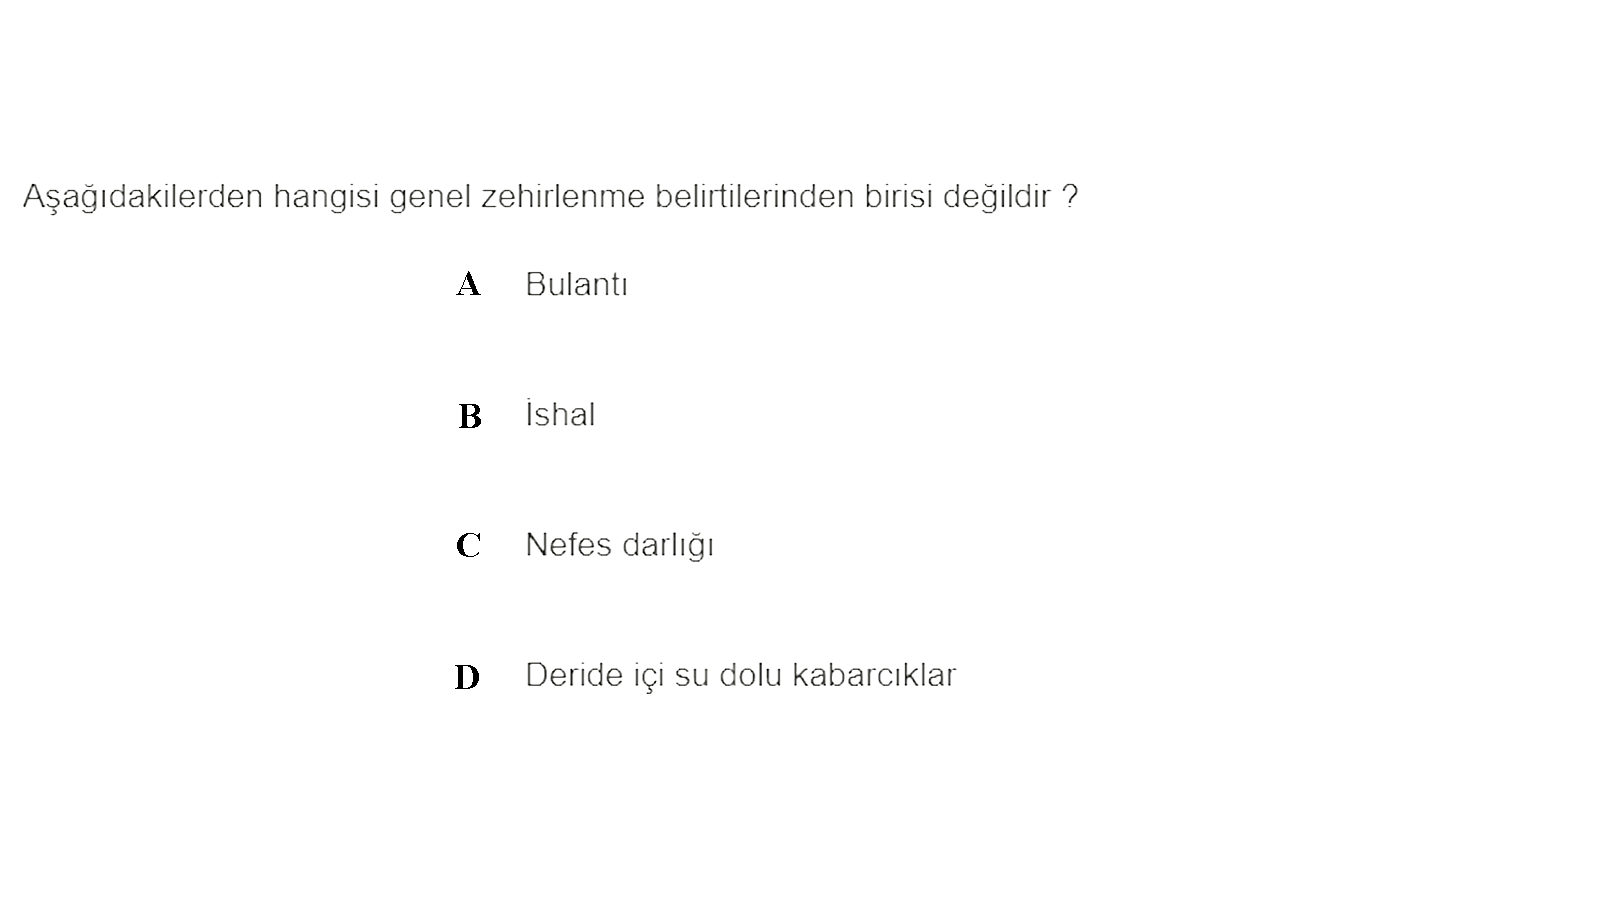 Aşağıdakilerden hangisi genel zehirlenme belirtilerinden birisi değildir ?
A Bulantı
B İshal
C Nefes darlığı
D Deride içi su dolu kabarcıklar